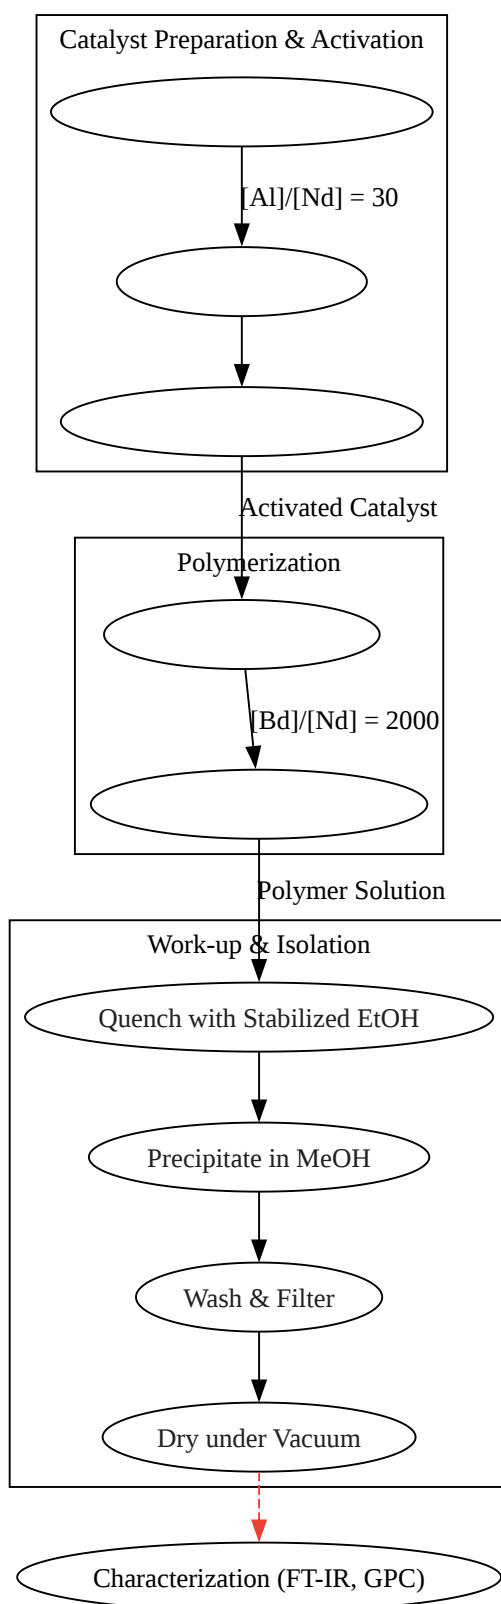 Catalyst Preparation & Activation
[Al]/[Nd] = 30
Activated Catalyst
Polymerization
[Bd]/[Nd] = 2000
Polymer Solution
Work-up & Isolation
Quench with Stabilized EtOH
Precipitate in MeOH
Wash & Filter
Dry under Vacuum
Characterization (FT-IR, GPC)